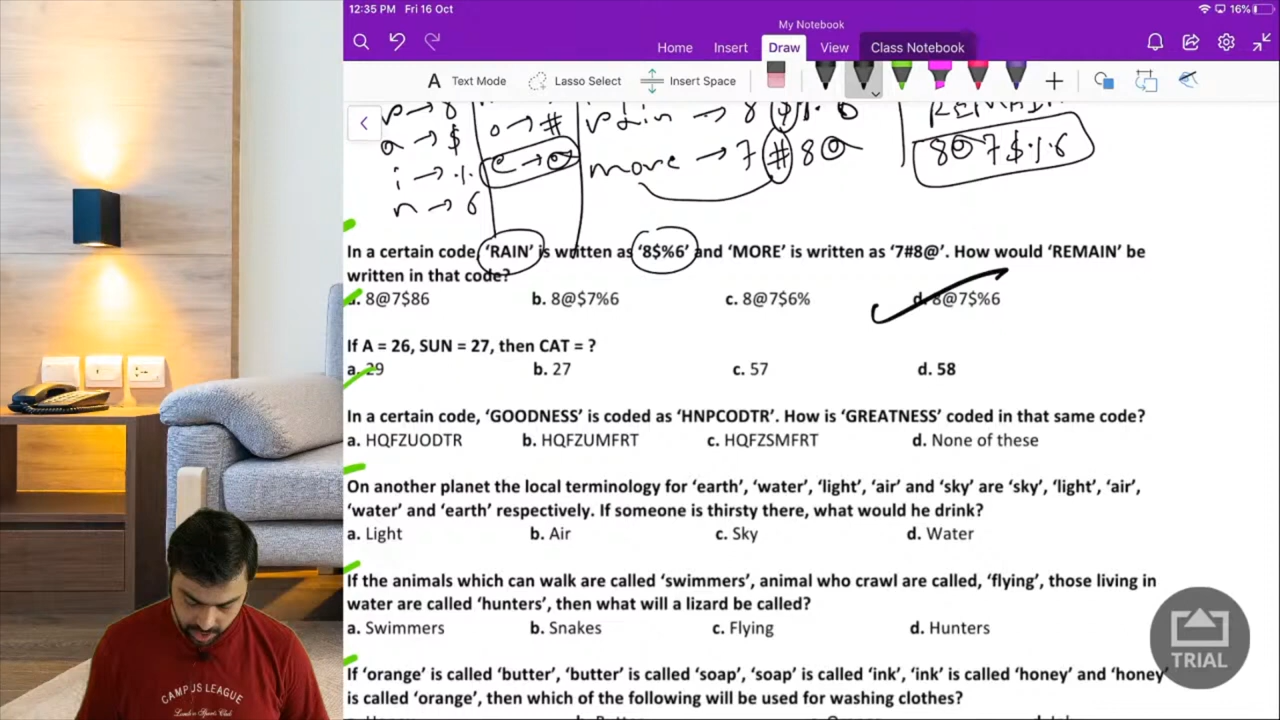 12:35 PM Fri 16 Oct
16%
My Notebook
Home Insert Draw View Class Notebook
A Text Mode Lasso Select Insert Space
o → #
a → $
more → 7 # 8 @
8@7$%6
i → %
n → 6
In a certain code, 'RAIN' is written as '8$%6' and 'MORE' is written as '7#8@'. How would 'REMAIN' be
written in that code?
a. 8@7$86 b. 8@$7%6 c. 8@7$6% d. 8@7$%6
If A = 26, SUN = 27, then CAT = ?
a. 29 b. 27 c. 57 d. 58
In a certain code, 'GOODNESS' is coded as 'HNPCODTR'. How is 'GREATNESS' coded in that same code?
a. HQFZUODTR b. HQFZUMFRT c. HQFZSMFRT d. None of these
On another planet the local terminology for 'earth', 'water', 'light', 'air' and 'sky' are 'sky', 'light', 'air',
'water' and 'earth' respectively. If someone is thirsty there, what would he drink?
a. Light b. Air c. Sky d. Water
If the animals which can walk are called 'swimmers', animal who crawl are called, 'flying', those living in
water are called 'hunters', then what will a lizard be called?
a. Swimmers b. Snakes c. Flying d. Hunters
If 'orange' is called 'butter', 'butter' is called 'soap', 'soap' is called 'ink', 'ink' is called 'honey' and 'honey'
is called 'orange', then which of the following will be used for washing clothes?
CAMPUS LEAGUE
London Sports Club
TRIAL